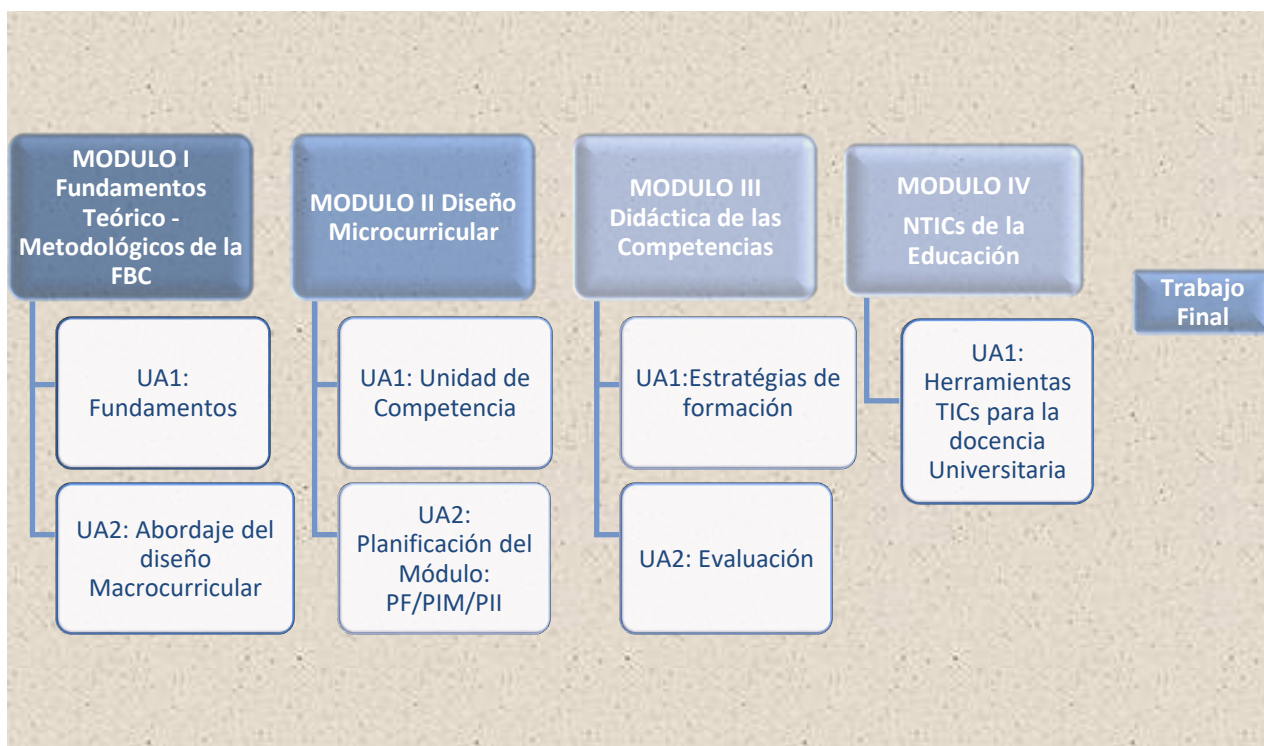 MODULO I
Fundamentos
Teórico -
Metodológicos de la
FBC
UA1:
Fundamentos
UA2: Abordaje del
diseño
Macrocurricular
MODULO II Diseño
Microcurricular
UA1: Unidad de
Competencia
UA2:
Planificación del
Módulo:
PF/PIM/PII
MODULO III
Didáctica de las
Competencias
UA1:Estratégias de
formación
UA2: Evaluación
MODULO IV
NTICs de la
Educación
UA1:
Herramientas
TICs para la
docencia
Universitaria
Trabajo
Final